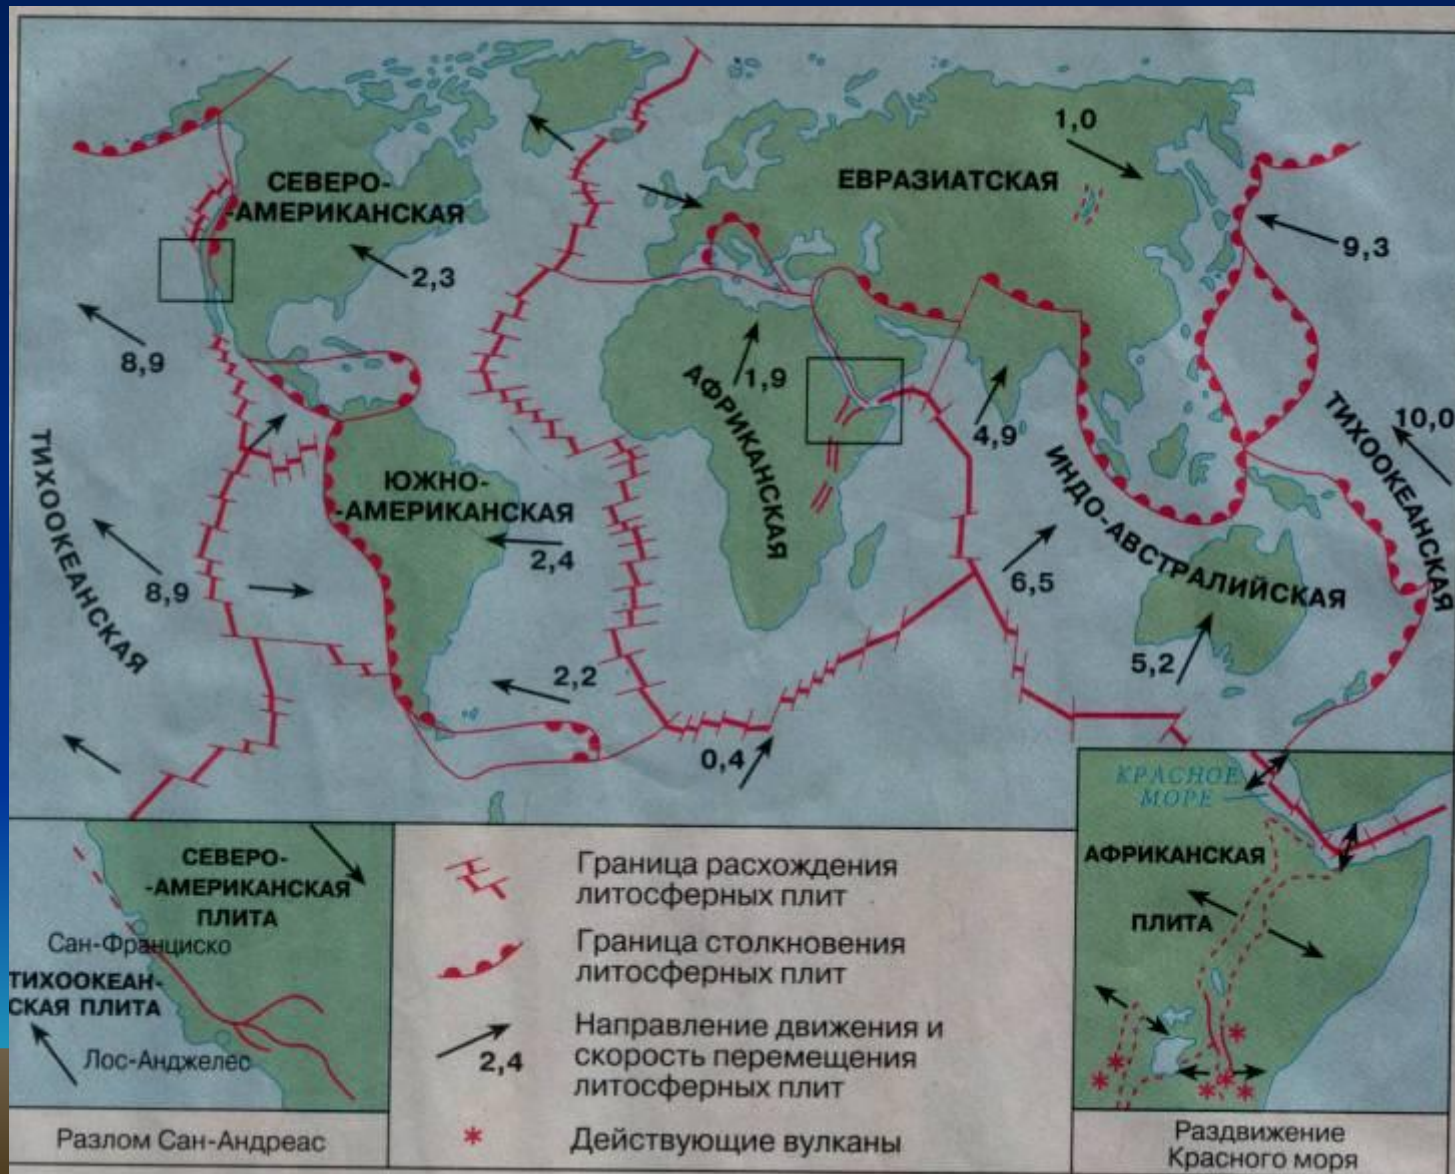 СЕВЕРО-
-АМЕРИКАНСКАЯ
2,3
8,9
ТИХООКЕАНСКАЯ
8,9
ЮЖНО-
-АМЕРИКАНСКАЯ
2,4
2,2
ЕВРАЗИАТСКАЯ
1,0
9,3
АФРИКАНСКАЯ
1,9
4,9
ИНДО-АВСТРАЛИЙСКАЯ
6,5
5,2
0,4
ТИХООКЕАНСКАЯ
10,0
СЕВЕРО-
-АМЕРИКАНСКАЯ
ПЛИТА
Сан-Франциско
ТИХООКЕАН-
СКАЯ ПЛИТА
Лос-Анджелес
Разлом Сан-Андреас
Граница расхождения
литосферных плит
Граница столкновения
литосферных плит
2,4
Направление движения и
скорость перемещения
литосферных плит
Действующие вулканы
КРАСНОЕ
МОРЕ
АФРИКАНСКАЯ
ПЛИТА
Раздвижение
Красного моря